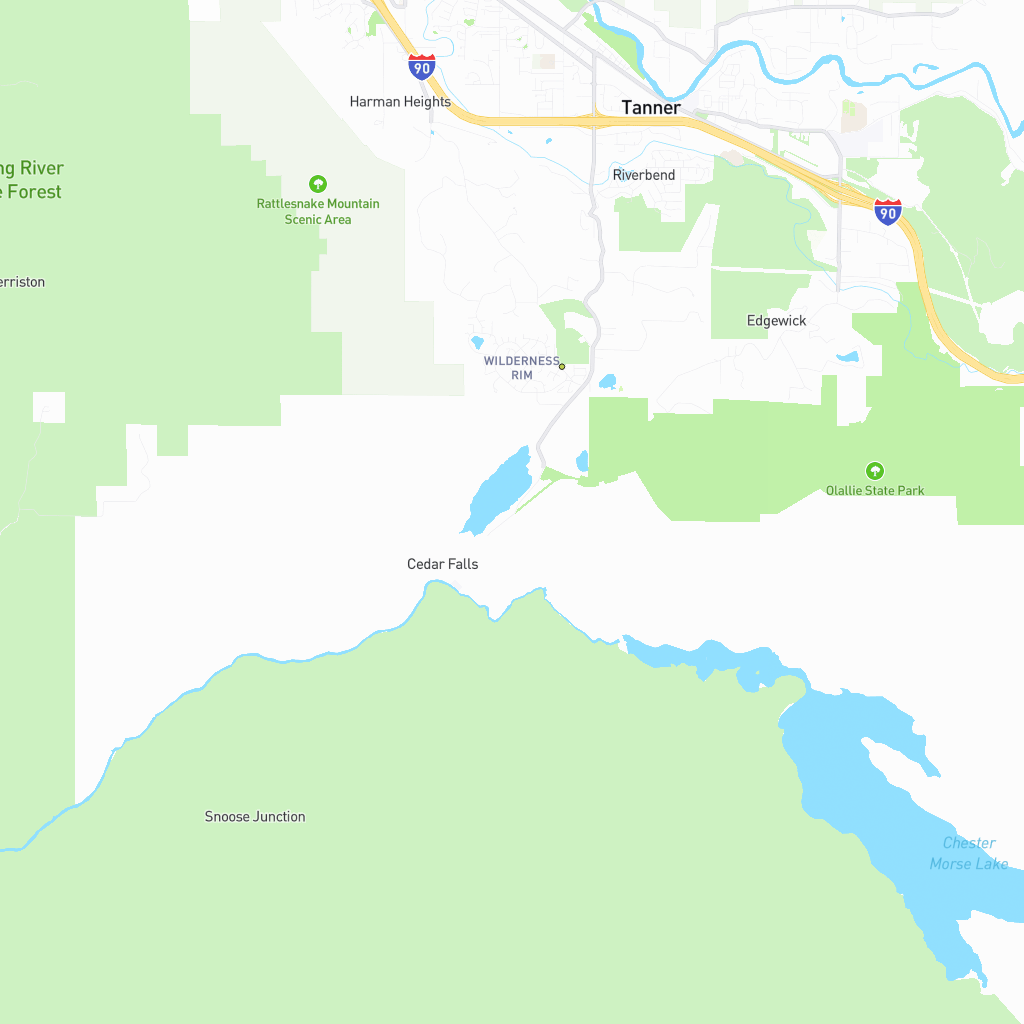 90
Harman Heights
Tanner
ng River
e Forest
Riverbend
Rattlesnake Mountain
Scenic Area
90
erriston
Edgewick
WILDERNESS
RIM
Olallie State Park
Cedar Falls
Snoose Junction
Chester
Morse Lake